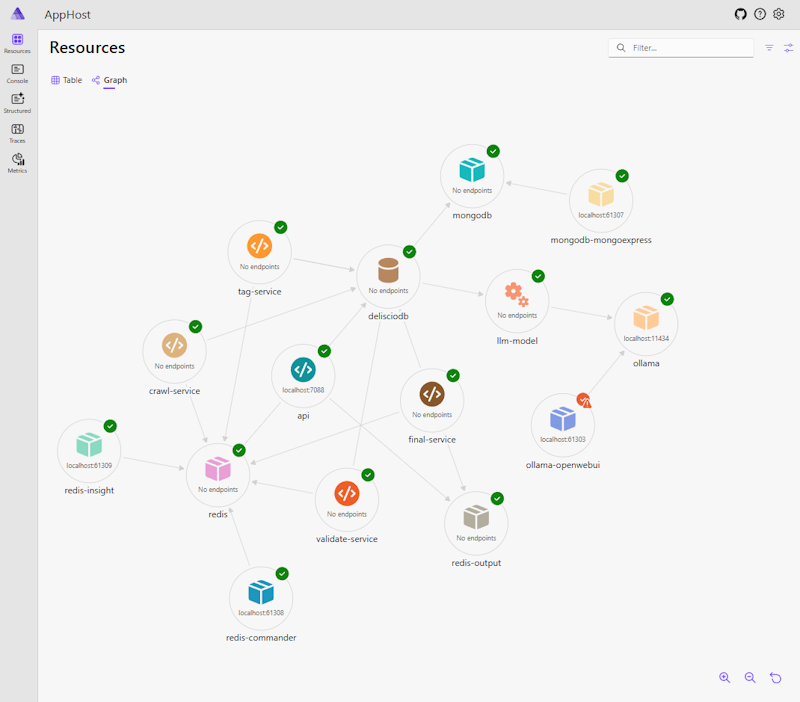 AppHost
Resources
Resources
Console
Structured
Traces
Metrics
Filter...
Table
Graph
No endpoints
mongodb
localhost:61307
mongodb-mongoexpress
No endpoints
tag-service
No endpoints
delisciodb
No endpoints
llm-model
localhost:11434
ollama
No endpoints
crawl-service
localhost:7088
api
No endpoints
final-service
localhost:61303
ollama-openwebui
localhost:61309
redis-insight
No endpoints
redis
No endpoints
validate-service
No endpoints
redis-output
localhost:61308
redis-commander